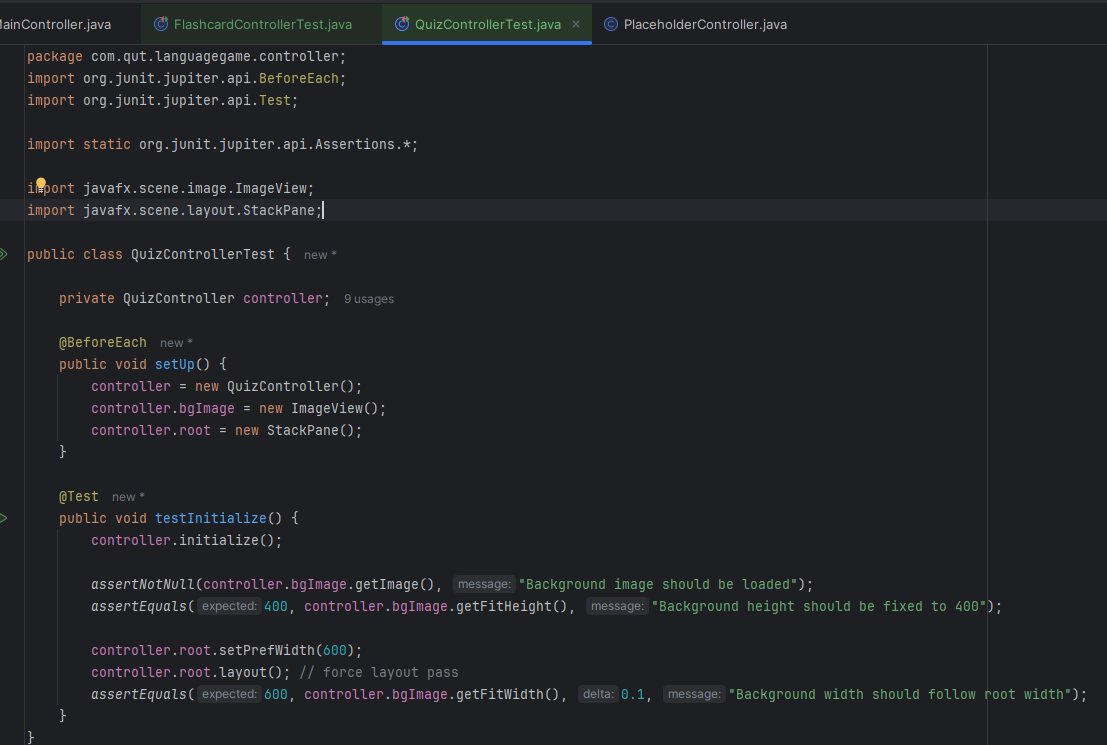 MainController.java FlashcardControllerTest.java QuizControllerTest.java × PlaceholderController.java
package com.qut.languagegame.controller;
import org.junit.jupiter.api.BeforeEach;
import org.junit.jupiter.api.Test;
import static org.junit.jupiter.api.Assertions.*;
import javafx.scene.image.ImageView;
import javafx.scene.layout.StackPane;
public class QuizControllerTest { new *
private QuizController controller; 9 usages
@BeforeEach new *
public void setUp() {
controller = new QuizController();
controller.bgImage = new ImageView();
controller.root = new StackPane();
}
@Test new *
public void testInitialize() {
controller.initialize();
assertNotNull(controller.bgImage.getImage(), message: "Background image should be loaded");
assertEquals( expected: 400, controller.bgImage.getFitHeight(), message: "Background height should be fixed to 400");
controller.root.setPrefWidth(600);
controller.root.layout(); // force layout pass
assertEquals( expected: 600, controller.bgImage.getFitWidth(), delta: 0.1, message: "Background width should follow root width");
}
}